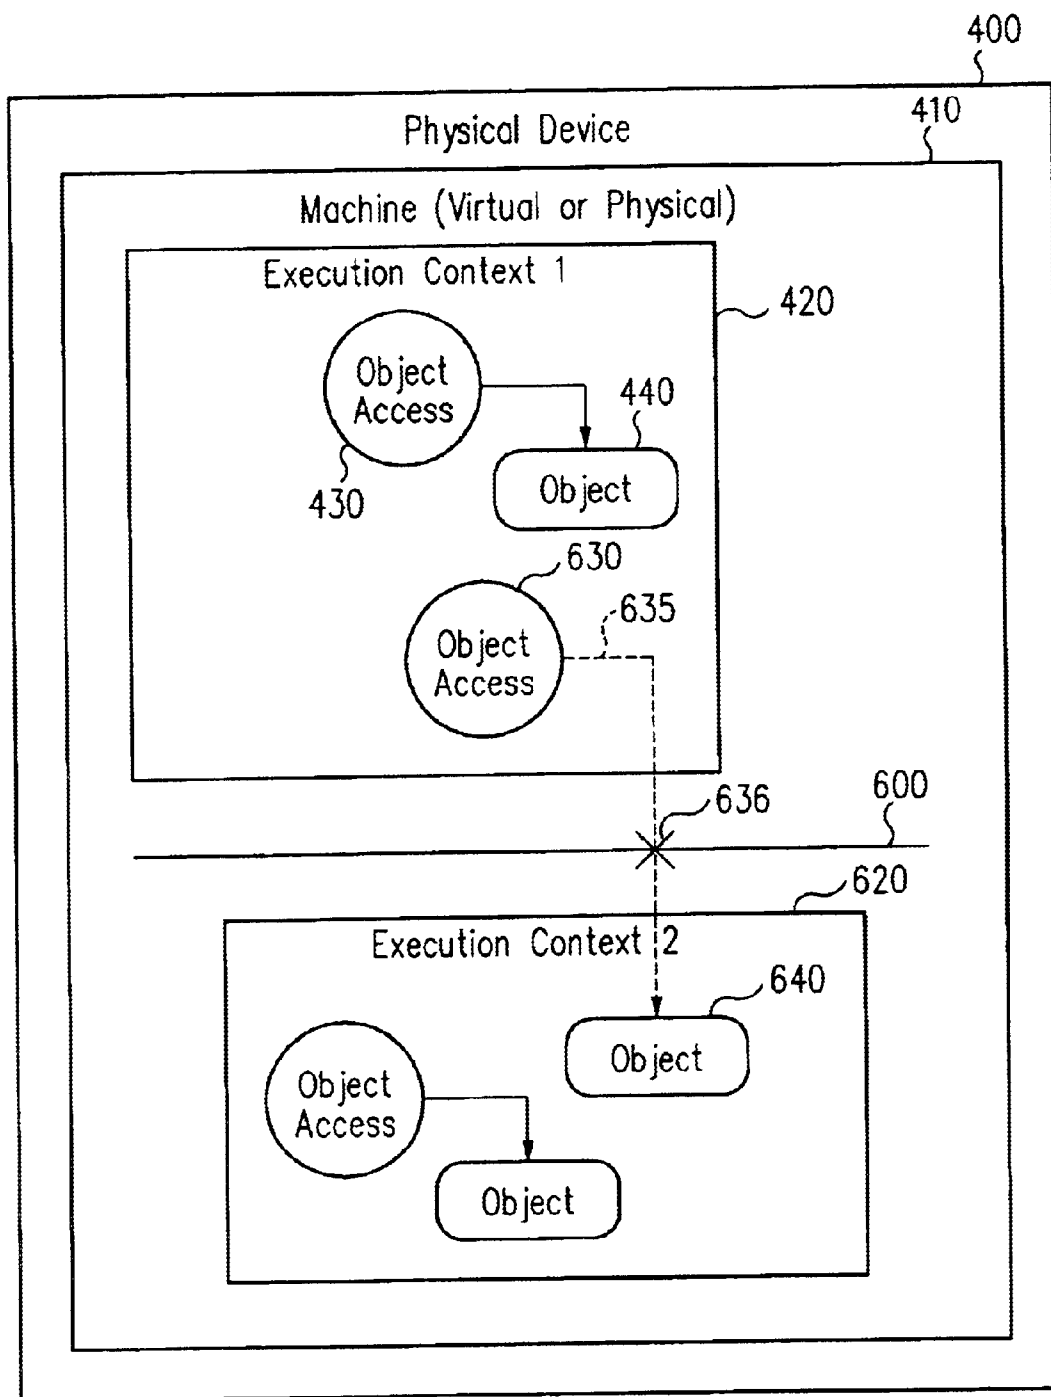 400
Physical Device
410
Machine (Virtual or Physical)
Execution Context 1
420
Object
Access
430
440
Object
630
Object
Access
635
636
600
620
Execution Context 2
640
Object
Object
Access
Object